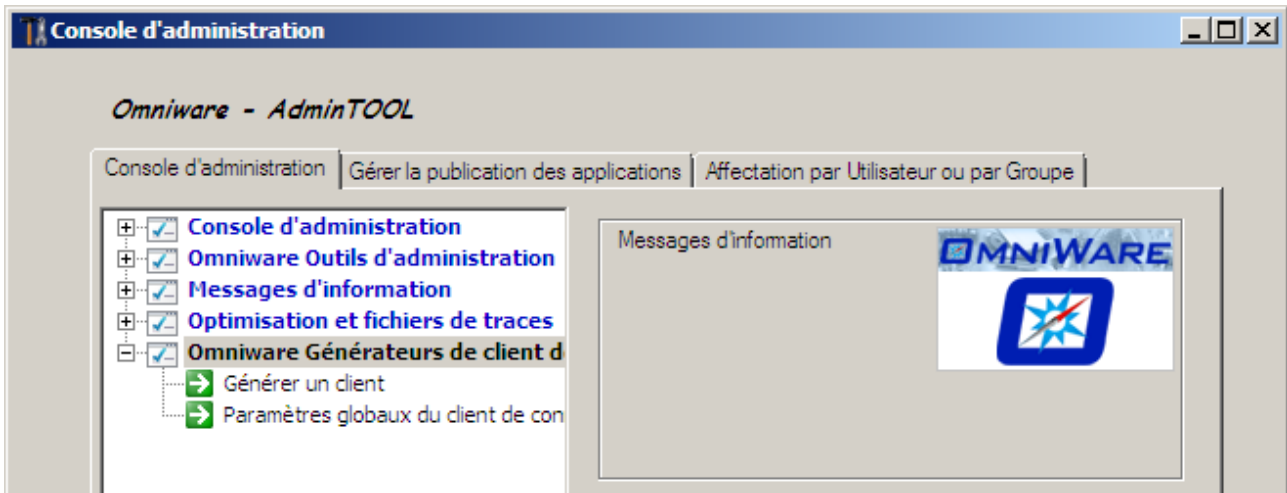 Console d'administration
Omniware - AdminTOOL
Console d'administration
Gérer la publication des applications
Affectation par Utilisateur ou par Groupe
Console d'administration
Omniware Outils d'administration
Messages d'information
Optimisation et fichiers de traces
Omniware Générateurs de client d
Générer un client
Paramètres globaux du client de con
Messages d'information
OMNIWARE